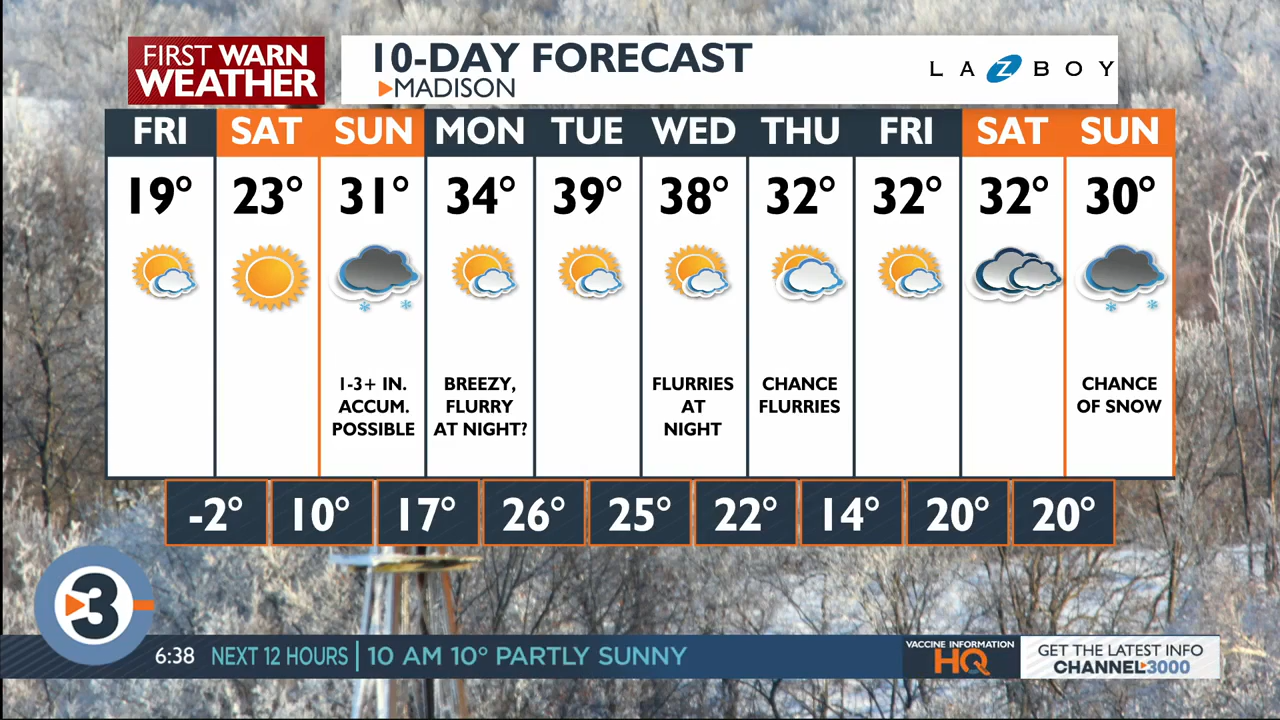 FIRST WARN
WEATHER
10-DAY FORECAST
MADISON
LAZBOY
FRI SAT SUN MON TUE WED THU FRI SAT SUN
19° 23° 31° 34° 39° 38° 32° 32° 32° 30°
1-3+ IN.
ACCUM.
POSSIBLE
BREEZY,
FLURRY
AT NIGHT?
FLURRIES
AT
NIGHT
CHANCE
FLURRIES
CHANCE
OF SNOW
-2° 10° 17° 26° 25° 22° 14° 20° 20°
3
6:38 NEXT 12 HOURS 10 AM 10° PARTLY SUNNY
VACCINE INFORMATION
HQ
GET THE LATEST INFO
CHANNEL3000